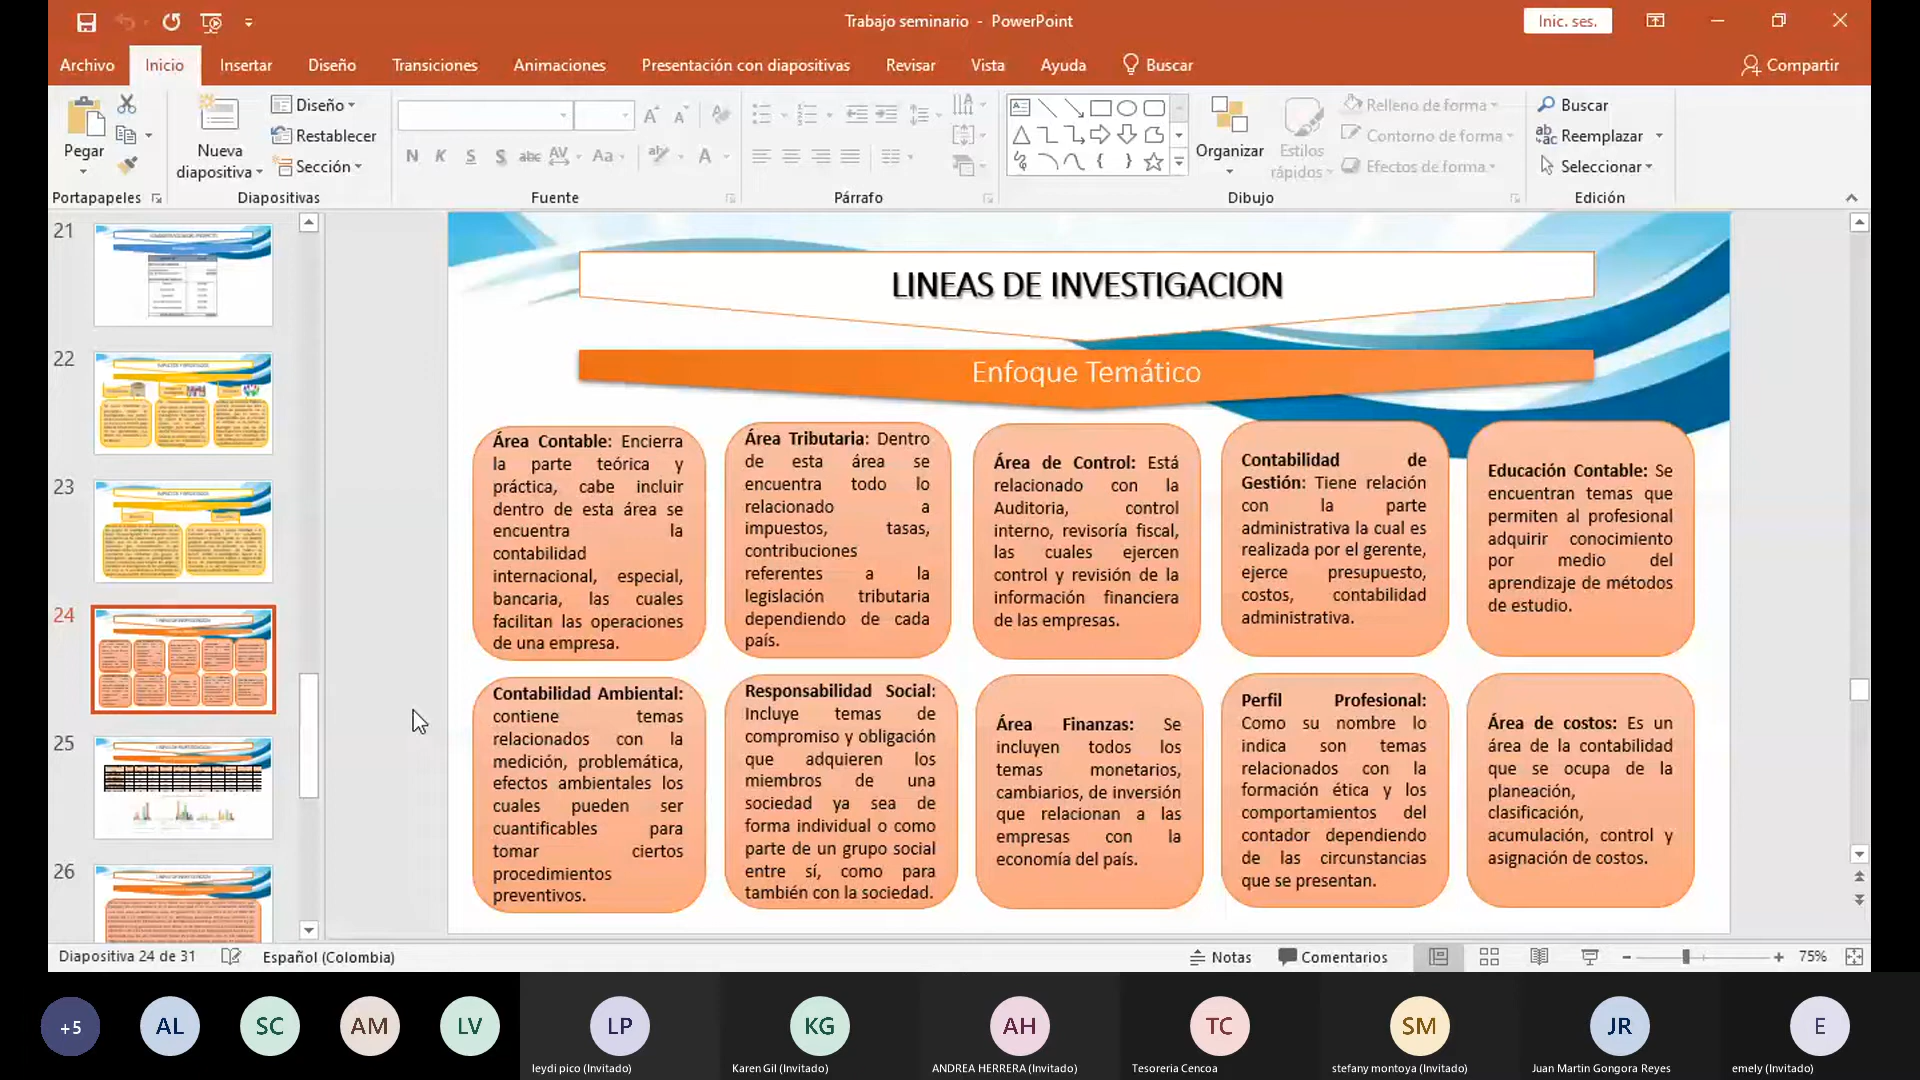 Trabajo seminario - PowerPoint
Inic. ses.
Archivo
Inicio
Insertar
Diseño
Transiciones
Animaciones
Presentación con diapositivas
Revisar
Vista
Ayuda
Buscar
Compartir
Pegar
Nueva
diapositiva
Diseño
Restablecer
Sección
N K S S abc AV Aa A
Organizar
Estilos
rápidos
Relleno de forma
Contorno de forma
Efectos de forma
Buscar
Reemplazar
Seleccionar
Portapapeles
Diapositivas
Fuente
Párrafo
Dibujo
Edición
21
22
23
24
25
26
LINEAS DE INVESTIGACION
Enfoque Temático
Área Contable: Encierra
la parte teórica y
práctica, cabe incluir
dentro de esta área se
encuentra la
contabilidad
internacional, especial,
bancaria, las cuales
facilitan las operaciones
de una empresa.
Área Tributaria: Dentro
de esta área se
encuentra todo lo
relacionado a
impuestos, tasas,
contribuciones
referentes a la
legislación tributaria
dependiendo de cada
país.
Área de Control: Está
relacionado con la
Auditoria, control
interno, revisoría fiscal,
las cuales ejercen
control y revisión de la
información financiera
de las empresas.
Contabilidad de
Gestión: Tiene relación
con la parte
administrativa la cual es
realizada por el gerente,
ejerce presupuesto,
costos, contabilidad
administrativa.
Educación Contable: Se
encuentran temas que
permiten al profesional
adquirir conocimiento
por medio del
aprendizaje de métodos
de estudio.
Contabilidad Ambiental:
contiene temas
relacionados con la
medición, problemática,
efectos ambientales los
cuales pueden ser
cuantificables para
tomar ciertos
procedimientos
preventivos.
Responsabilidad Social:
Incluye temas de
compromiso y obligación
que adquieren los
miembros de una
sociedad ya sea de
forma individual o como
parte de un grupo social
entre sí, como para
también con la sociedad.
Área Finanzas: Se
incluyen todos los
temas monetarios,
cambiarios, de inversión
que relacionan a las
empresas con la
economía del país.
Perfil Profesional:
Como su nombre lo
indica son temas
relacionados con la
formación ética y los
comportamientos del
contador dependiendo
de las circunstancias
que se presentan.
Área de costos: Es un
área de la contabilidad
que se ocupa de la
planeación,
clasificación,
acumulación, control y
asignación de costos.
Diapositiva 24 de 31
Español (Colombia)
Notas
Comentarios
75%
+5
AL
SC
AM
LV
LP
KG
AH
TC
SM
JR
E
leydi pico (Invitado)
Karen Gil (Invitado)
ANDREA HERRERA (Invitado)
Tesoreria Cencoa
stefany montoya (Invitado)
Juan Martin Gongora Reyes
emely (Invitado)